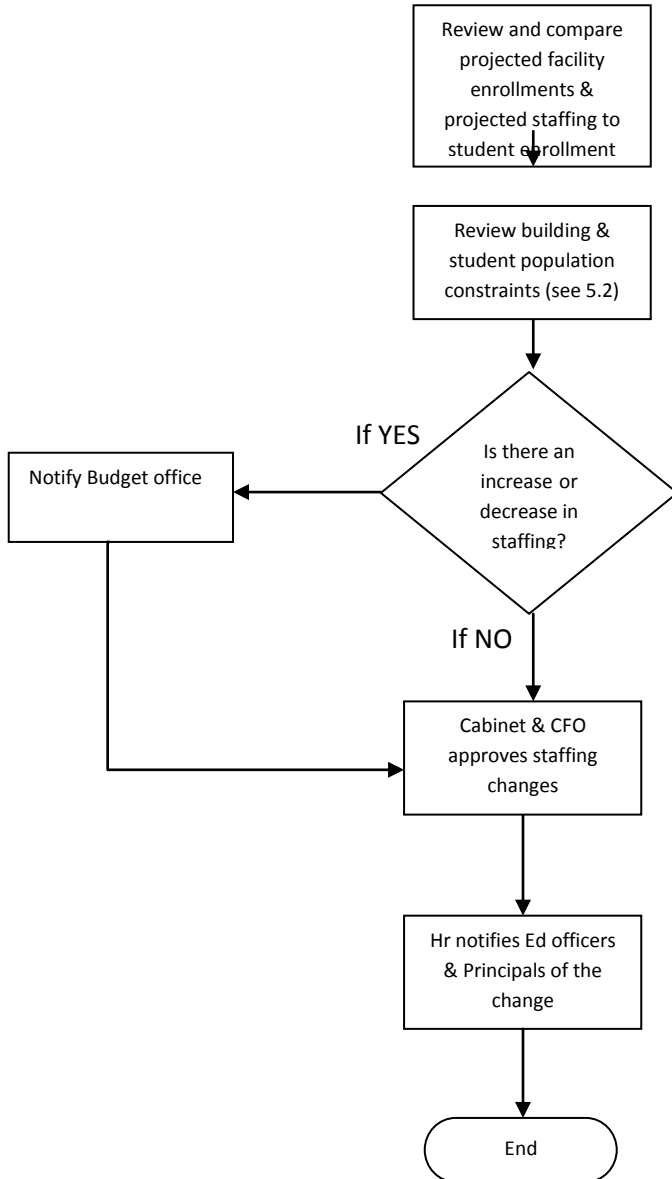 Review and compare
projected facility
enrollments &
projected staffing to
student enrollment
Review building &
student population
constraints (see 5.2)
If YES
Is there an
increase or
decrease in
staffing?
Notify Budget office
If NO
Cabinet & CFO
approves staffing
changes
Hr notifies Ed officers
& Principals of the
change
End